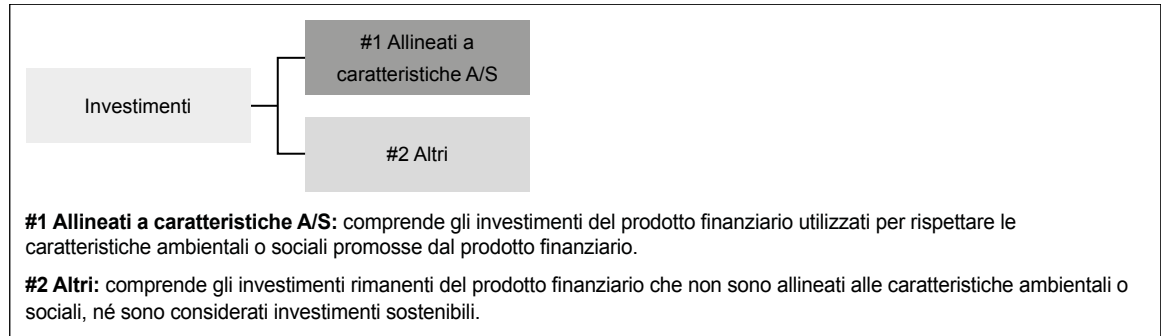 #1 Allineati a
caratteristiche A/S
Investimenti
#2 Altri
#1 Allineati a caratteristiche A/S: comprende gli investimenti del prodotto finanziario utilizzati per rispettare le
caratteristiche ambientali o sociali promosse dal prodotto finanziario.
#2 Altri: comprende gli investimenti rimanenti del prodotto finanziario che non sono allineati alle caratteristiche ambientali o
sociali, né sono considerati investimenti sostenibili.